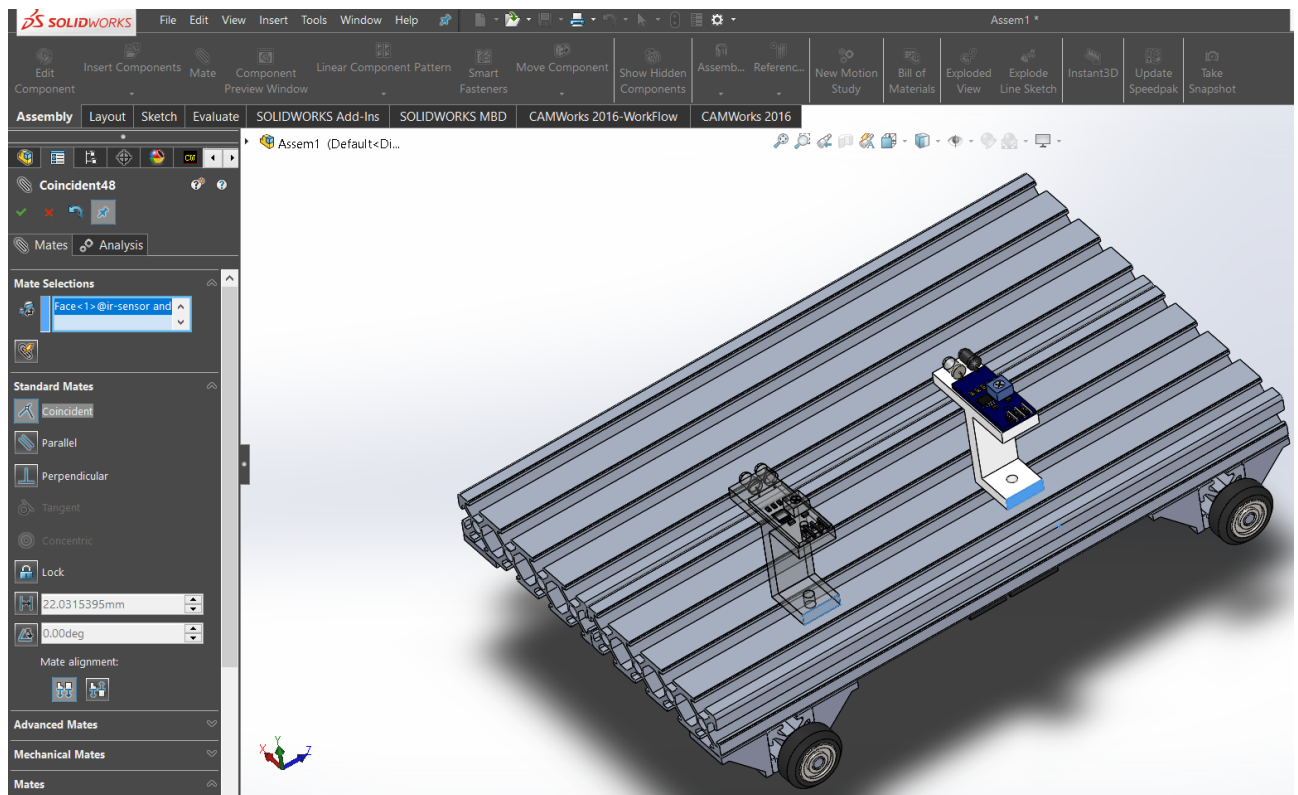 SOLIDWORKS File Edit View Insert Tools Window Help Assem1 *
Edit Component
Insert Components
Mate
Component Preview Window
Linear Component Pattern
Smart Fasteners
Move Component
Show Hidden Components
Assemb...
Referenc...
New Motion Study
Bill of Materials
Exploded View
Explode Line Sketch
Instant3D
Update Speedpak
Take Snapshot
Assembly Layout Sketch Evaluate SOLIDWORKS Add-Ins SOLIDWORKS MBD CAMWorks 2016-WorkFlow CAMWorks 2016
Assem1 (Default<Di...
Coincident48
Mates Analysis
Mate Selections
Face<1>@ir-sensor and
Standard Mates
Coincident
Parallel
Perpendicular
Tangent
Concentric
Lock
22.0315395mm
0.00deg
Mate alignment:
Advanced Mates
Mechanical Mates
Mates
X Y Z